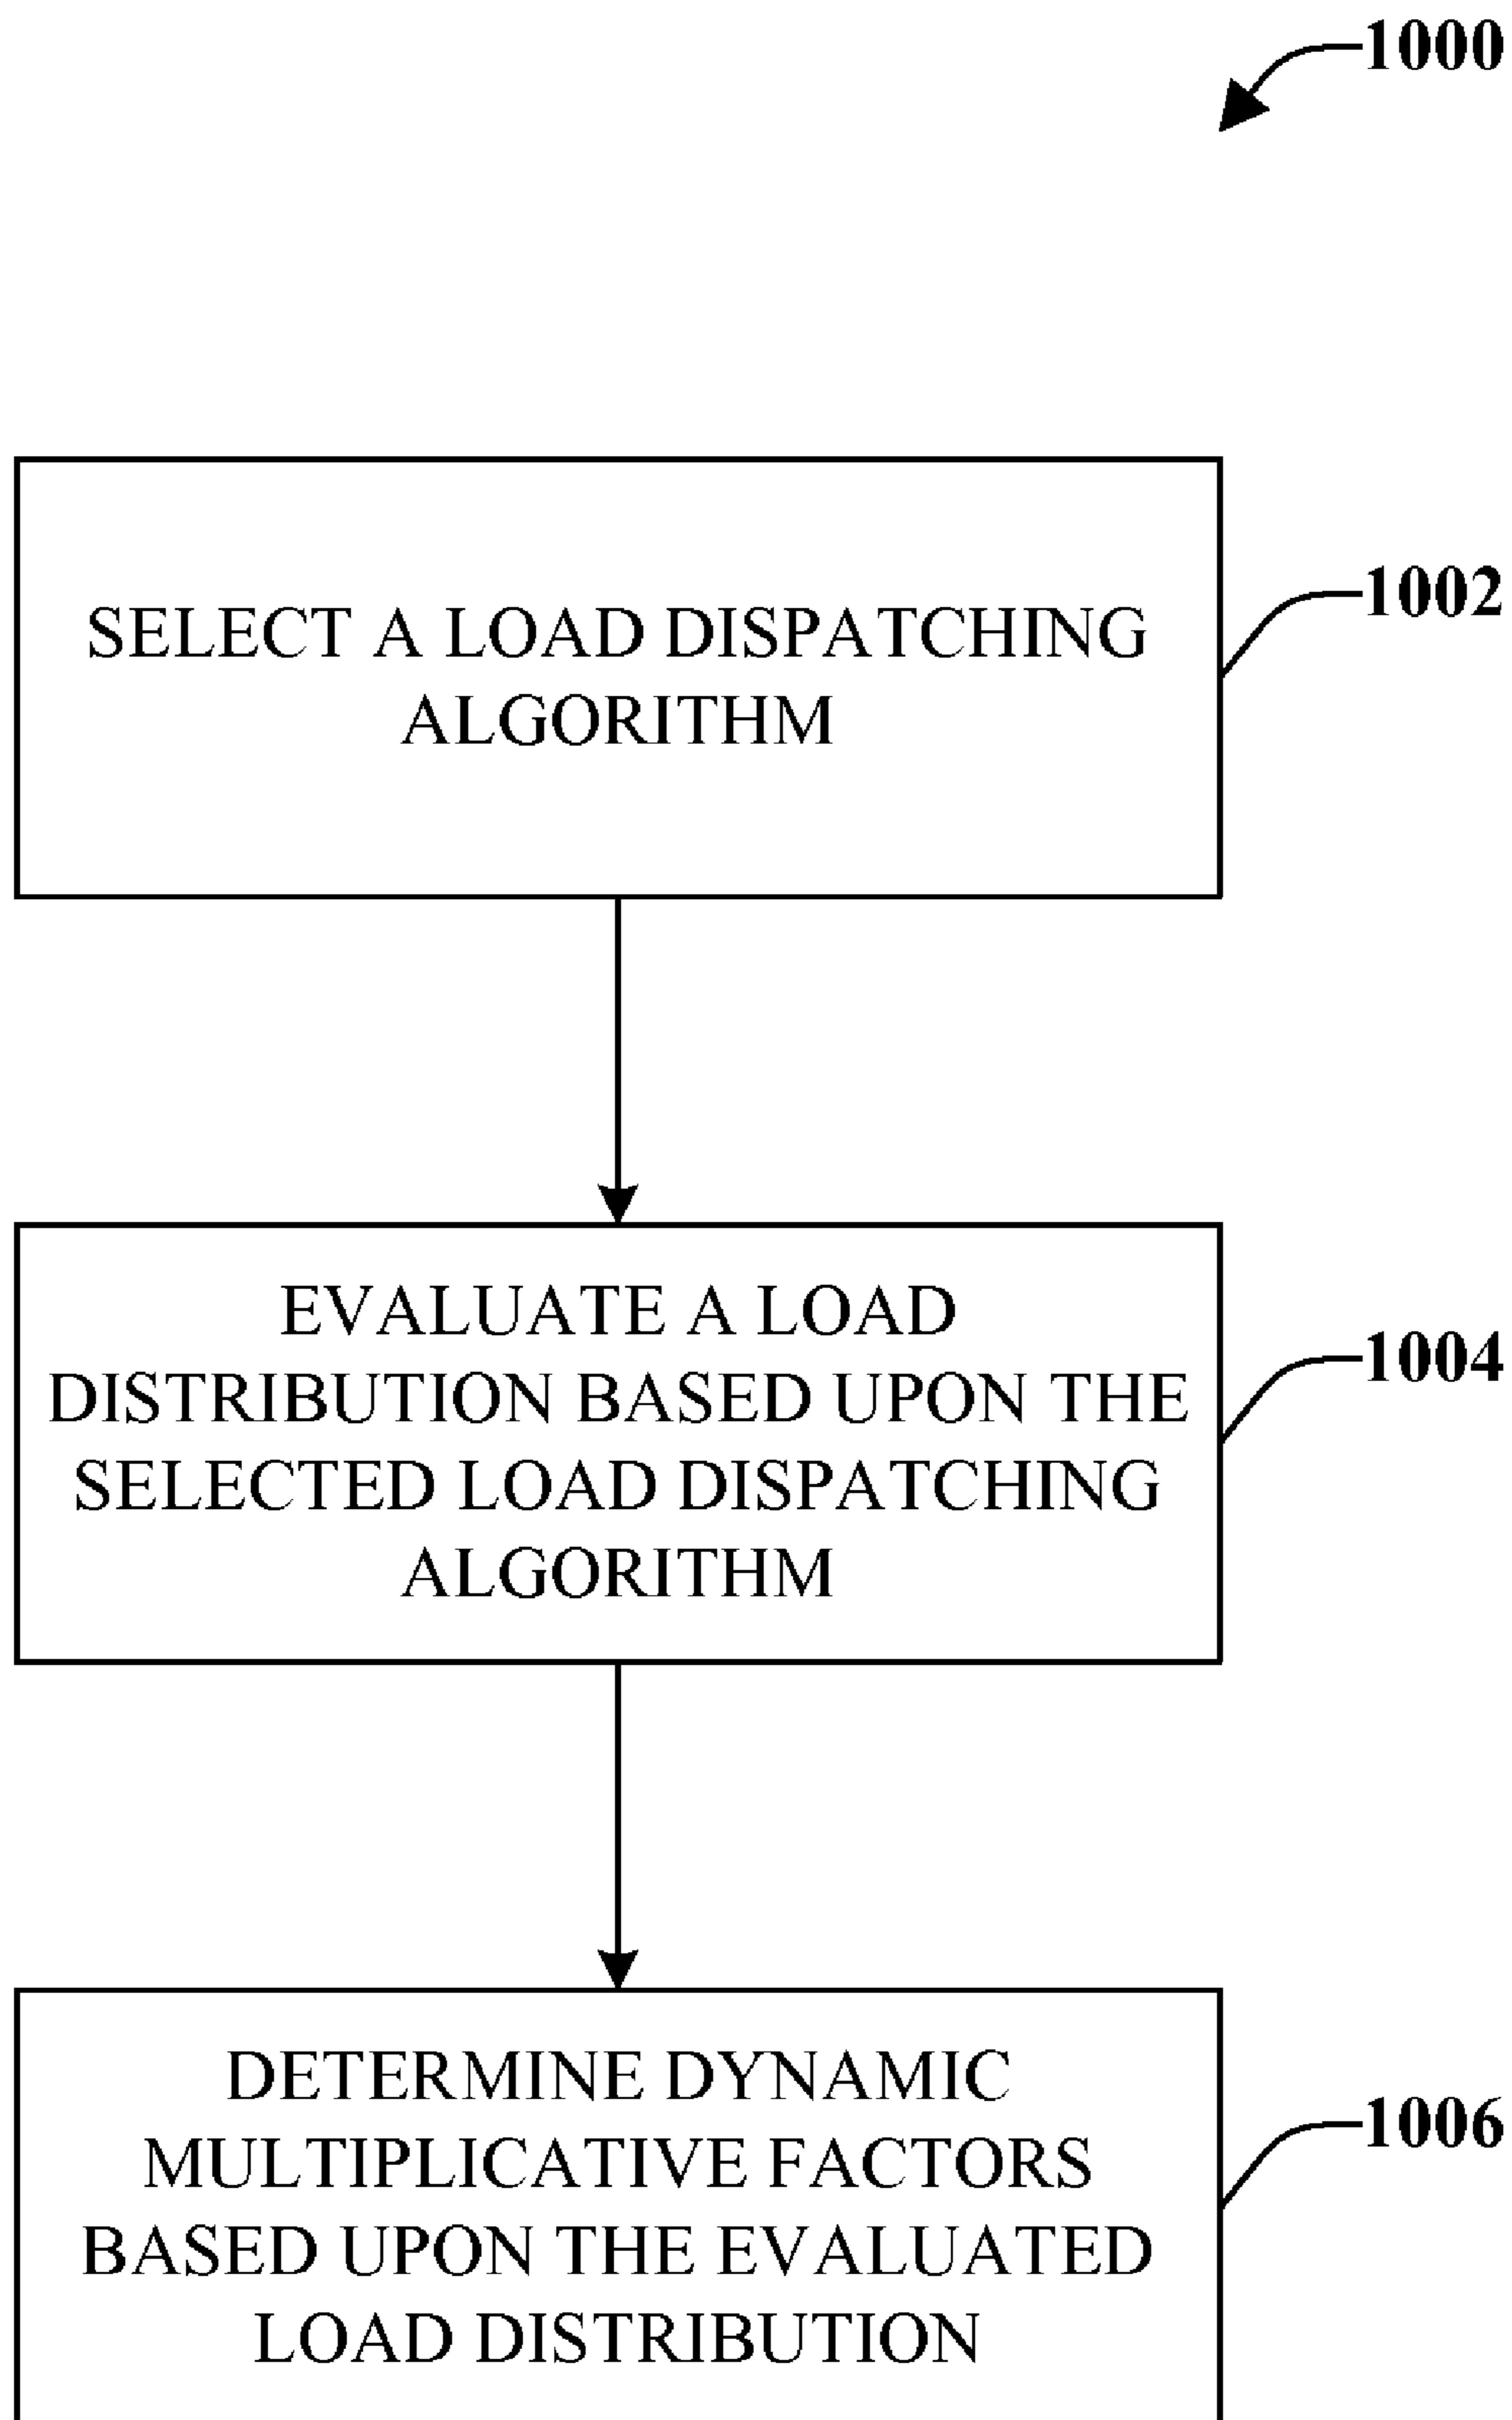 1000
SELECT A LOAD DISPATCHING
ALGORITHM
1002
EVALUATE A LOAD
DISTRIBUTION BASED UPON THE
SELECTED LOAD DISPATCHING
ALGORITHM
1004
DETERMINE DYNAMIC
MULTIPLICATIVE FACTORS
BASED UPON THE EVALUATED
LOAD DISTRIBUTION
1006